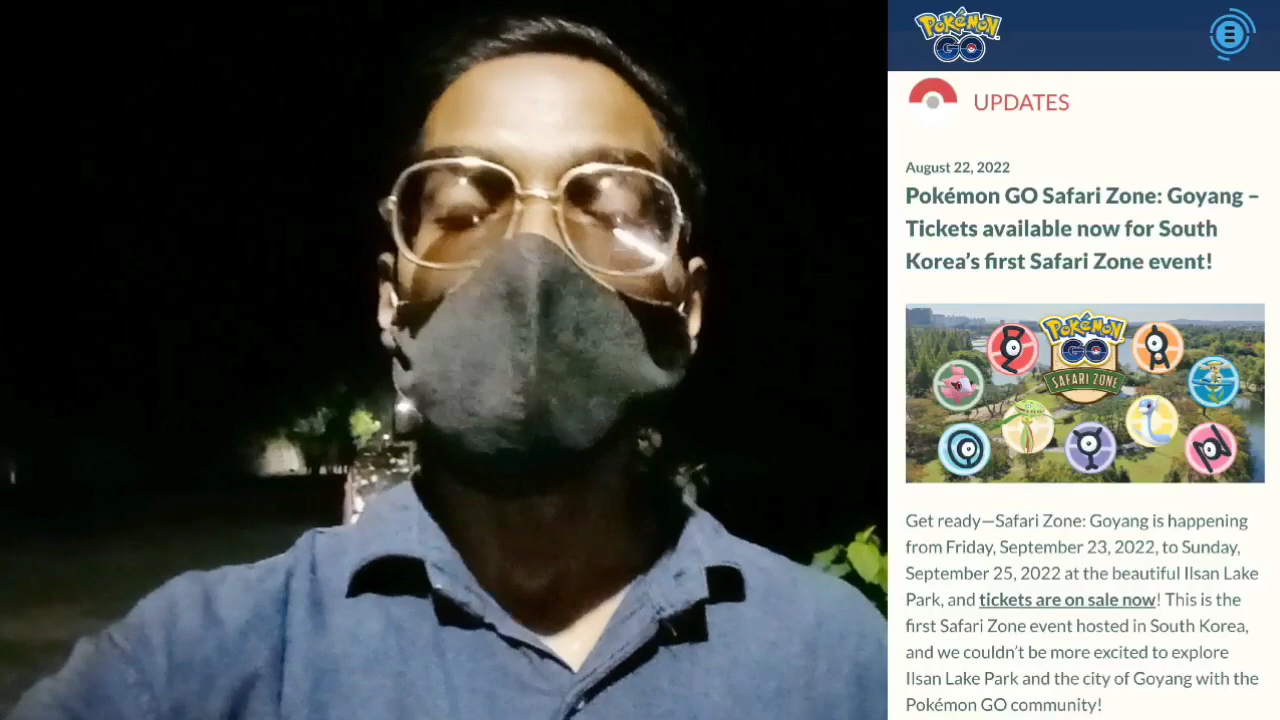 Pokémon
GO
UPDATES
August 22, 2022
Pokémon GO Safari Zone: Goyang –
Tickets available now for South
Korea's first Safari Zone event!
Pokémon
GO
SAFARI ZONE
Get ready—Safari Zone: Goyang is happening
from Friday, September 23, 2022, to Sunday,
September 25, 2022 at the beautiful Ilsan Lake
Park, and tickets are on sale now! This is the
first Safari Zone event hosted in South Korea,
and we couldn't be more excited to explore
Ilsan Lake Park and the city of Goyang with the
Pokémon GO community!